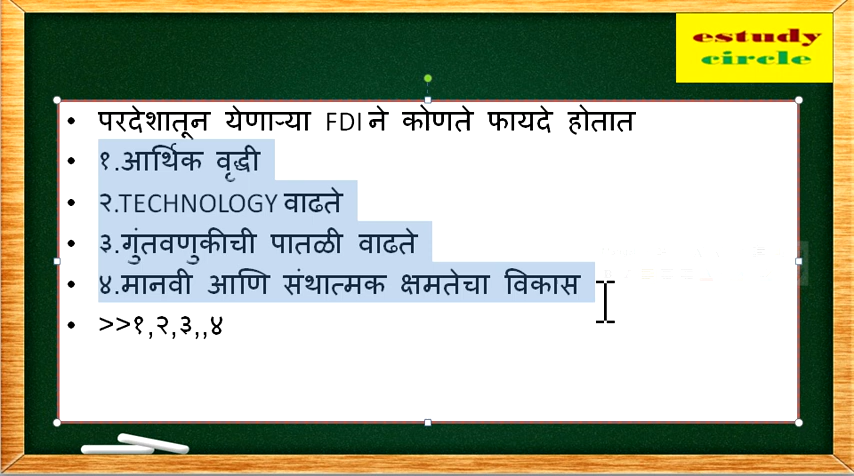 estudy
circle
• परदेशातून येणाऱ्या FDI ने कोणते फायदे होतात
• १.आर्थिक वृद्धी
• २.TECHNOLOGY वाढते
• ३.गुंतवणुकीची पातळी वाढते
• ४.मानवी आणि संथात्मक क्षमतेचा विकास
• >>१,२,३,,४